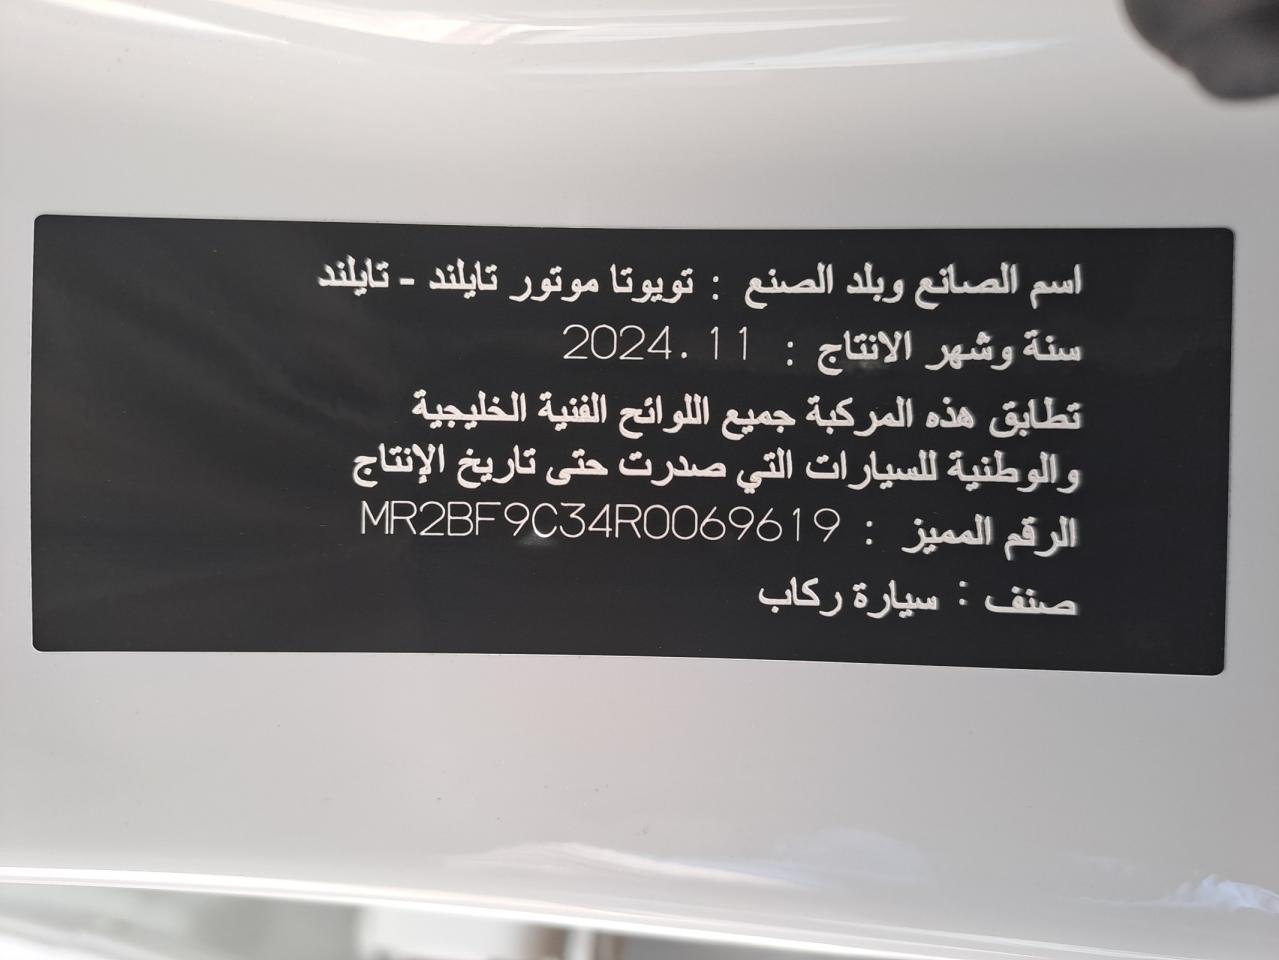 اسم الصانع وبلد الصنع : تويوتا موتور تايلند - تايلند
سنة وشهر الانتاج : 2024.11
تطابق هذه المركبة جميع اللوائح الفنية الخليجية
والوطنية للسيارات التي صدرت حتى تاريخ الإنتاج
الرقم المميز : MR2BF9C34R0069619
صنف : سيارة ركاب